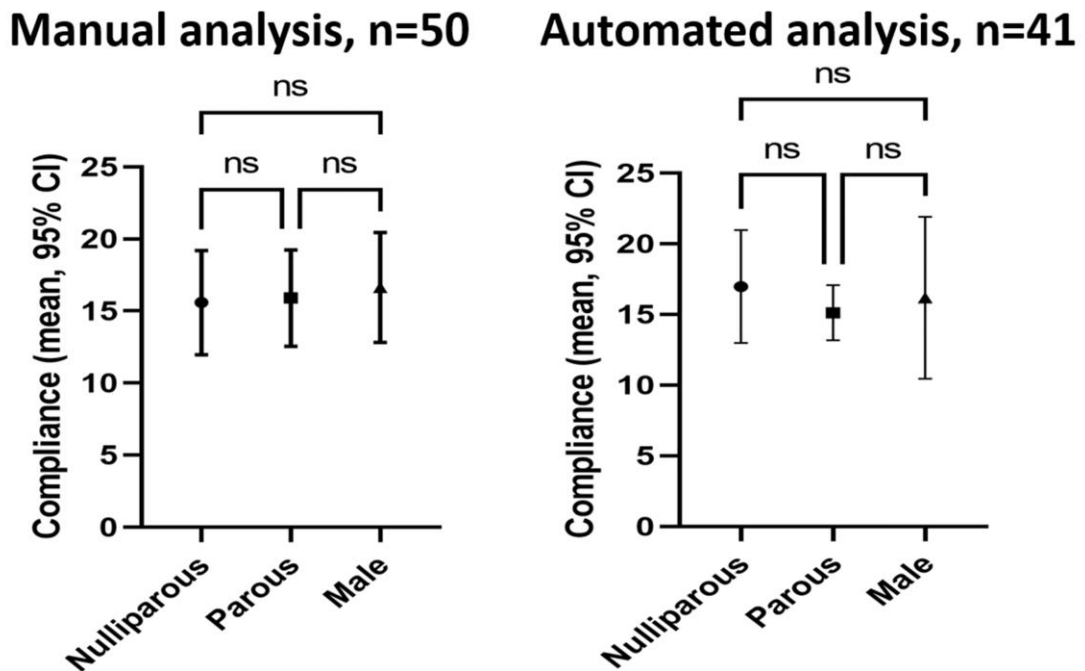 Manual analysis, n=50
ns
ns
ns
Compliance (mean, 95% CI)
25
20
15
10
5
0
Nulliparous
Parous
Male
Automated analysis, n=41
ns
ns
ns
Compliance (mean, 95% CI)
25
20
15
10
5
0
Nulliparous
Parous
Male